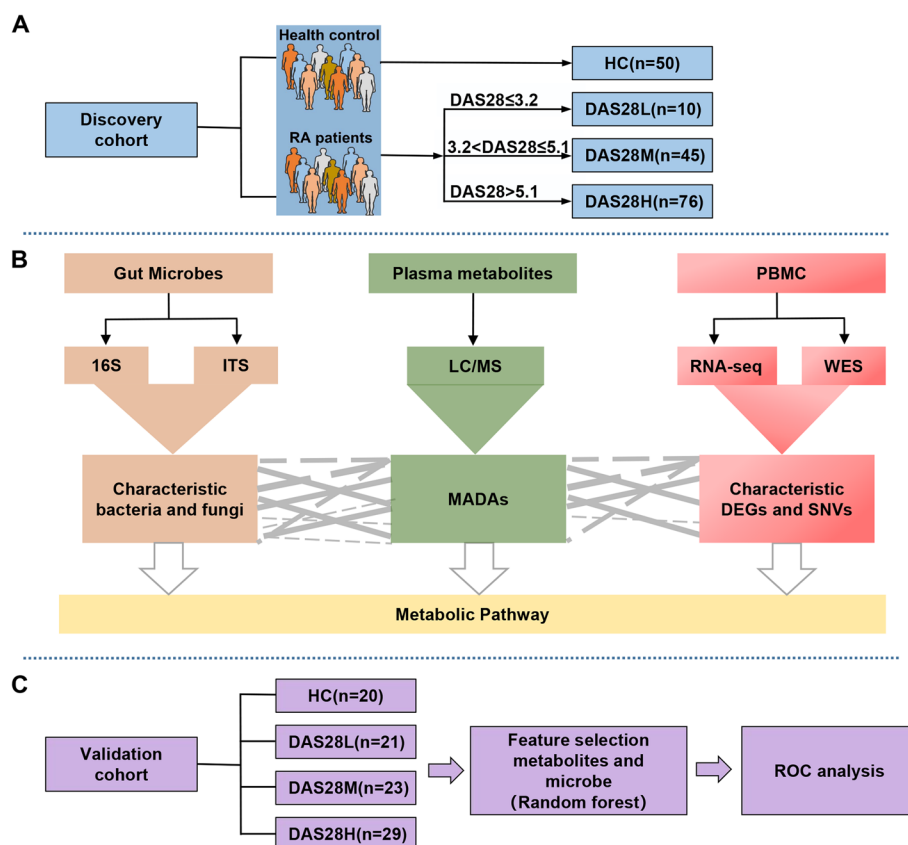 A
Health control
HC(n=50)
Discovery
cohort
DAS28≤3.2
DAS28L(n=10)
RA patients
3.2<DAS28≤5.1
DAS28M(n=45)
DAS28>5.1
DAS28H(n=76)
B
Gut Microbes
Plasma metabolites
PBMC
16S
ITS
LC/MS
RNA-seq
WES
Characteristic
bacteria and fungi
MADAs
Characteristic
DEGs and SNVs
Metabolic Pathway
C
HC(n=20)
Validation
cohort
DAS28L(n=21)
DAS28M(n=23)
DAS28H(n=29)
Feature selection
metabolites and
microbe
(Random forest)
ROC analysis